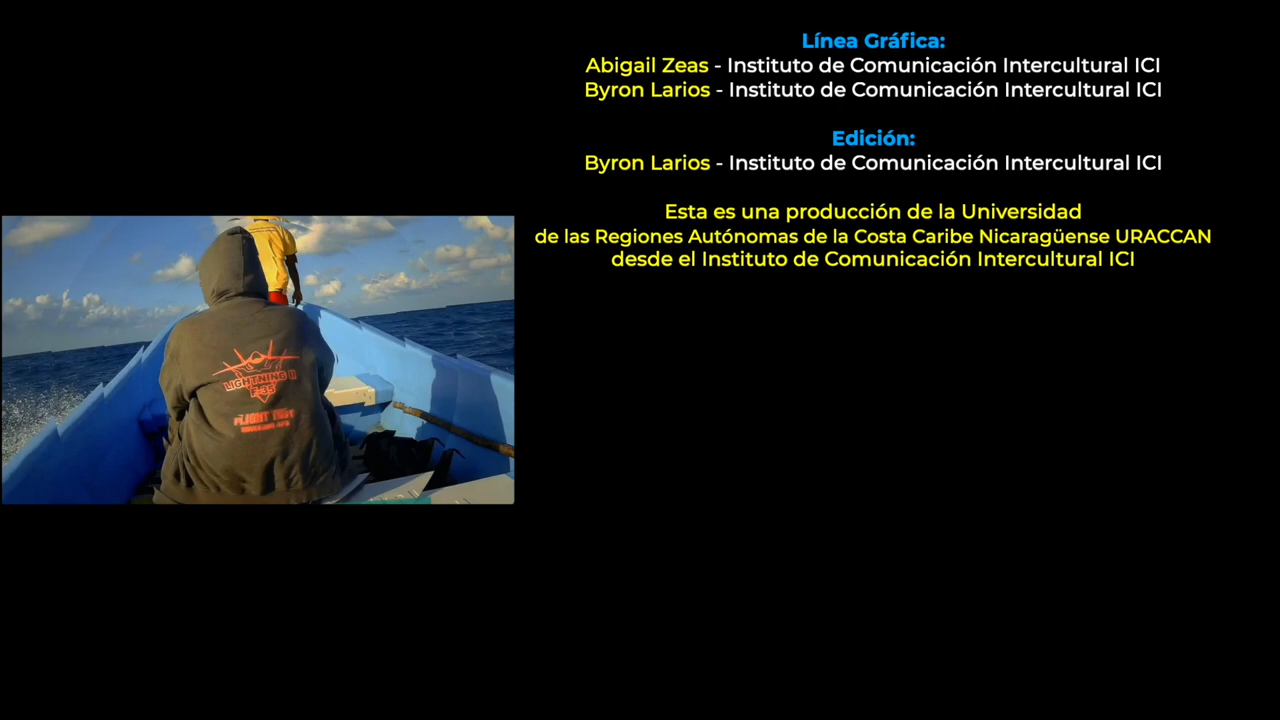 Línea Gráfica:
Abigail Zeas - Instituto de Comunicación Intercultural ICI
Byron Larios - Instituto de Comunicación Intercultural ICI
Edición:
Byron Larios - Instituto de Comunicación Intercultural ICI
Esta es una producción de la Universidad
de las Regiones Autónomas de la Costa Caribe Nicaragüense URACCAN
desde el Instituto de Comunicación Intercultural ICI
LIGHTNING II
F-35
FLIGHT TEST